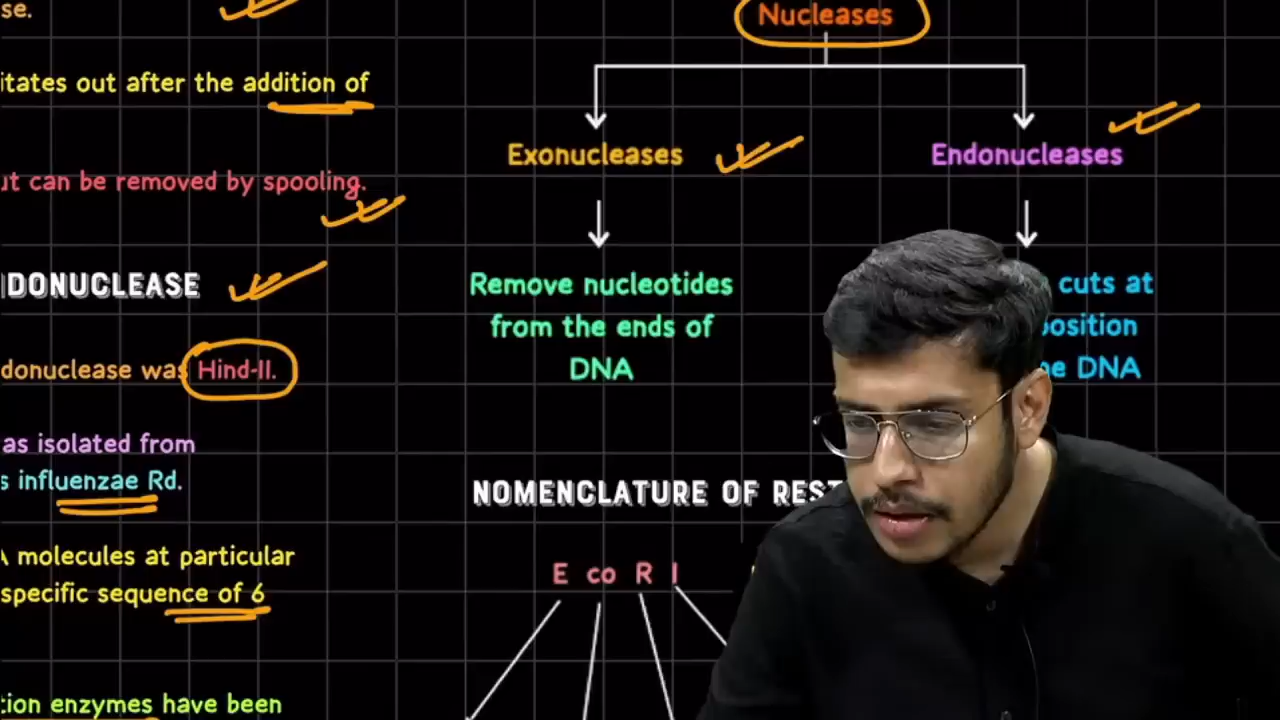 se.
itates out after the addition of
ut can be removed by spooling.
DONUCLEASE
donuclease was Hind-II.
as isolated from
s influenzae Rd.
molecules at particular
specific sequence of 6
tion enzymes have been
Nucleases
Exonucleases
Endonucleases
Remove nucleotides
from the ends of
DNA
cuts at
position
DNA
NOMENCLATURE OF REST
E co R I